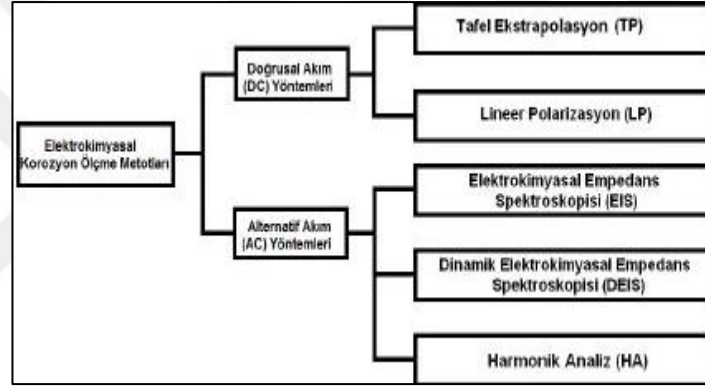 Elektrokimyasal
Korozyon Ölçme Metotları
Doğrusal Akım
(DC) Yöntemleri
Tafel Ekstrapolasyon (TP)
Lineer Polarizasyon (LP)
Alternatif Akım
(AC) Yöntemleri
Elektrokimyasal Empedans
Spektroskopisi (EIS)
Dinamik Elektrokimyasal Empedans
Spektroskopisi (DEIS)
Harmonik Analiz (HA)